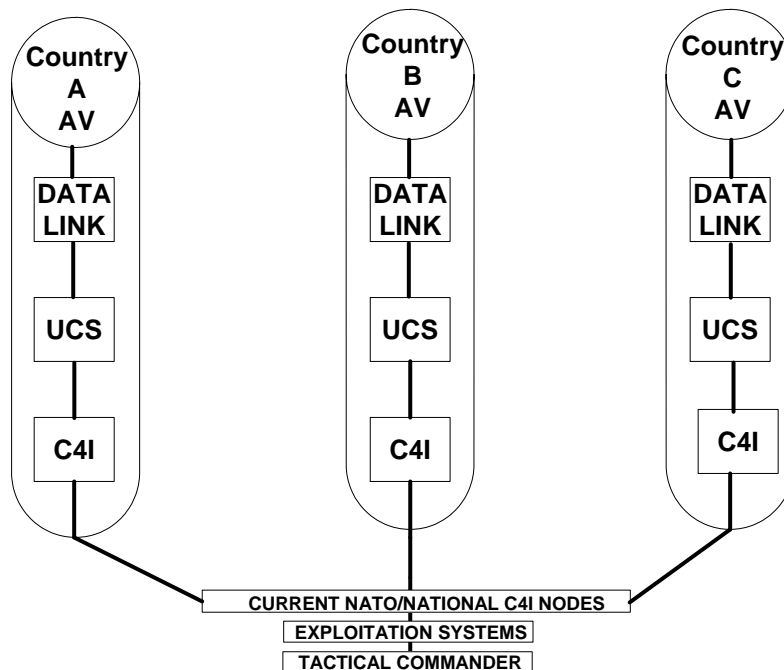 Country
A
AV
DATA
LINK
UCS
C4I
Country
B
AV
DATA
LINK
UCS
C4I
Country
C
AV
DATA
LINK
UCS
C4I
CURRENT NATO/NATIONAL C4I NODES
EXPLOITATION SYSTEMS
TACTICAL COMMANDER